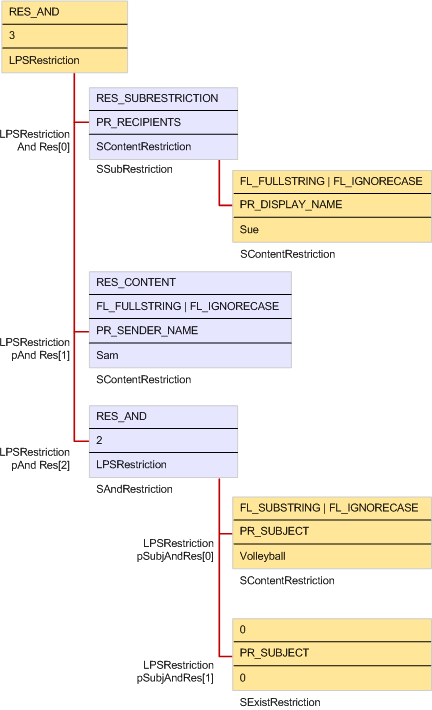 RES_AND
3
LPSRestriction
LPSRestriction
And Res[0]
RES_SUBRESTRICTION
PR_RECIPIENTS
SContentRestriction
SSubRestriction
FL_FULLSTRING | FL_IGNORECASE
PR_DISPLAY_NAME
Sue
SContentRestriction
LPSRestriction
pAnd Res[1]
RES_CONTENT
FL_FULLSTRING | FL_IGNORECASE
PR_SENDER_NAME
Sam
SContentRestriction
LPSRestriction
pAnd Res[2]
RES_AND
2
LPSRestriction
SAndRestriction
LPSRestriction
pSubjAndRes[0]
FL_SUBSTRING | FL_IGNORECASE
PR_SUBJECT
Volleyball
SContentRestriction
LPSRestriction
pSubjAndRes[1]
0
PR_SUBJECT
0
SExistRestriction